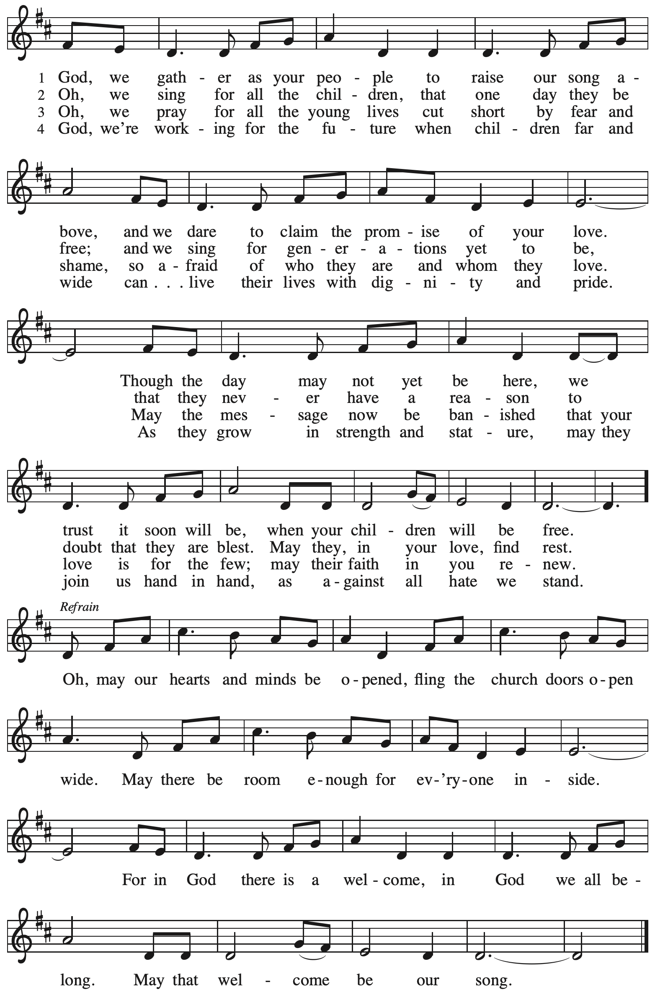 1 God, we gath - er as your peo - ple to raise our song a -
2 Oh, we sing for all the chil - dren, that one day they be
3 Oh, we pray for all the young lives cut short by fear and
4 God, we're work - ing for the fu - ture when chil - dren far and
bove, and we dare to claim the prom - ise of your love.
free; and we sing for gen - er - a - tions yet to be,
shame, so a - fraid of who they are and whom they love.
wide can . . . live their lives with dig - ni - ty and pride.
Though the day may not yet be here, we
that they nev - er have a rea - son to
May the mes - sage now be ban - ished that your
As they grow in strength and stat - ure, may they
trust it soon will be, when your chil - dren will be free.
doubt that they are blest. May they, in your love, find rest.
love is for the few; may their faith in you re - new.
join us hand in hand, as a - gainst all hate we stand.
Refrain
Oh, may our hearts and minds be o - pened, fling the church doors o - pen
wide. May there be room e - nough for ev - 'ry - one in - side.
For in God there is a wel - come, in God we all be -
long. May that wel - come be our song.